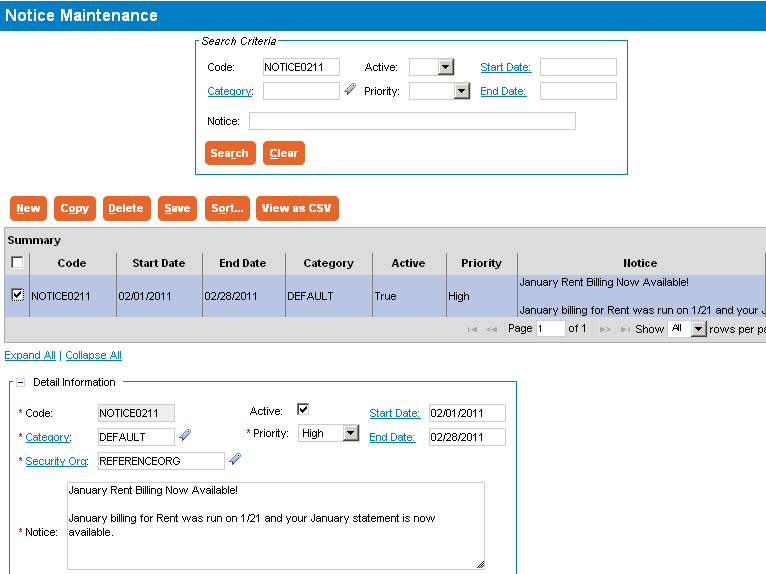 Notice Maintenance
Search Criteria
Code: NOTICE0211 Active: Start Date:
Category: Priority: End Date:
Notice:
Search Clear
New Copy Delete Save Sort... View as CSV
Summary
Code Start Date End Date Category Active Priority Notice
January Rent Billing Now Available!
NOTICE0211 02/01/2011 02/28/2011 DEFAULT True High
January billing for Rent was run on 1/21 and your J
Page 1 of 1 Show All rows per pa
Expand All | Collapse All
Detail Information
* Code: NOTICE0211 Active: Start Date: 02/01/2011
* Category: DEFAULT * Priority: High End Date: 02/28/2011
* Security Org: REFERENCEORG
January Rent Billing Now Available!
January billing for Rent was run on 1/21 and your January statement is now
* Notice: available.